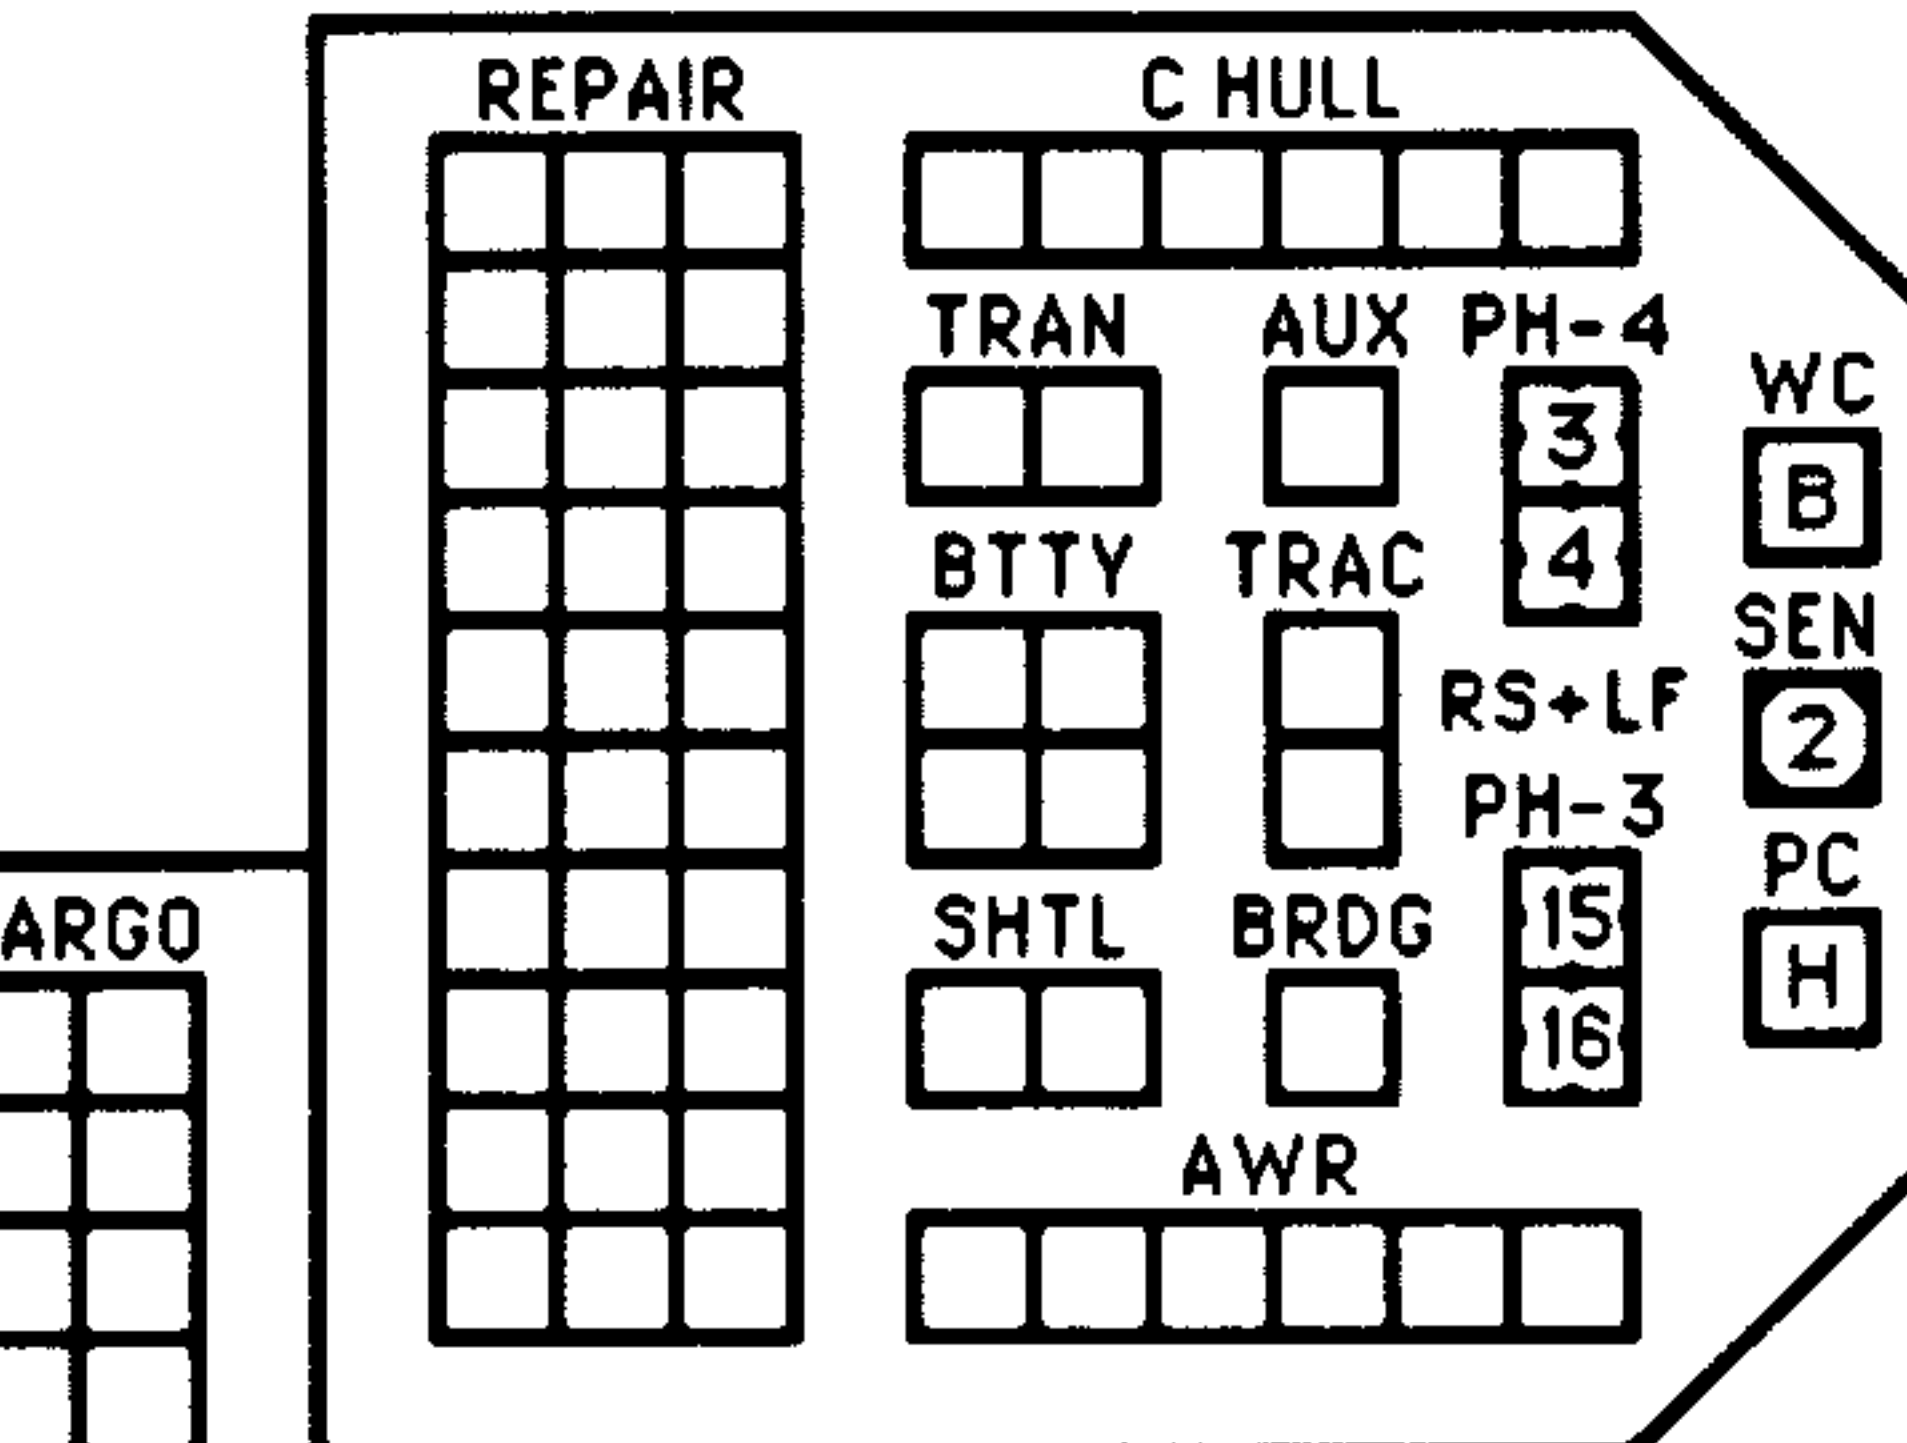 REPAIR
C HULL
TRAN
AUX
PH-4
3
4
WC
B
BTTY
TRAC
SEN
2
RS+LF
PH-3
15
16
PC
H
ARGO
SHTL
BRDG
AWR